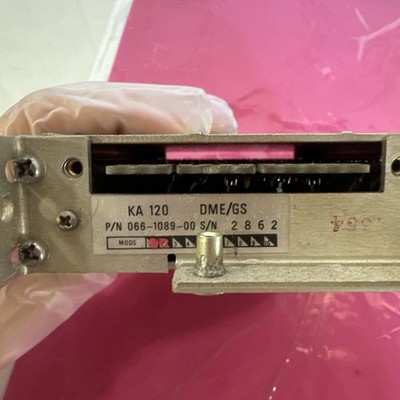 KA 120 DME/GS
P/N 066-1089-00 S/N 2862
MODS